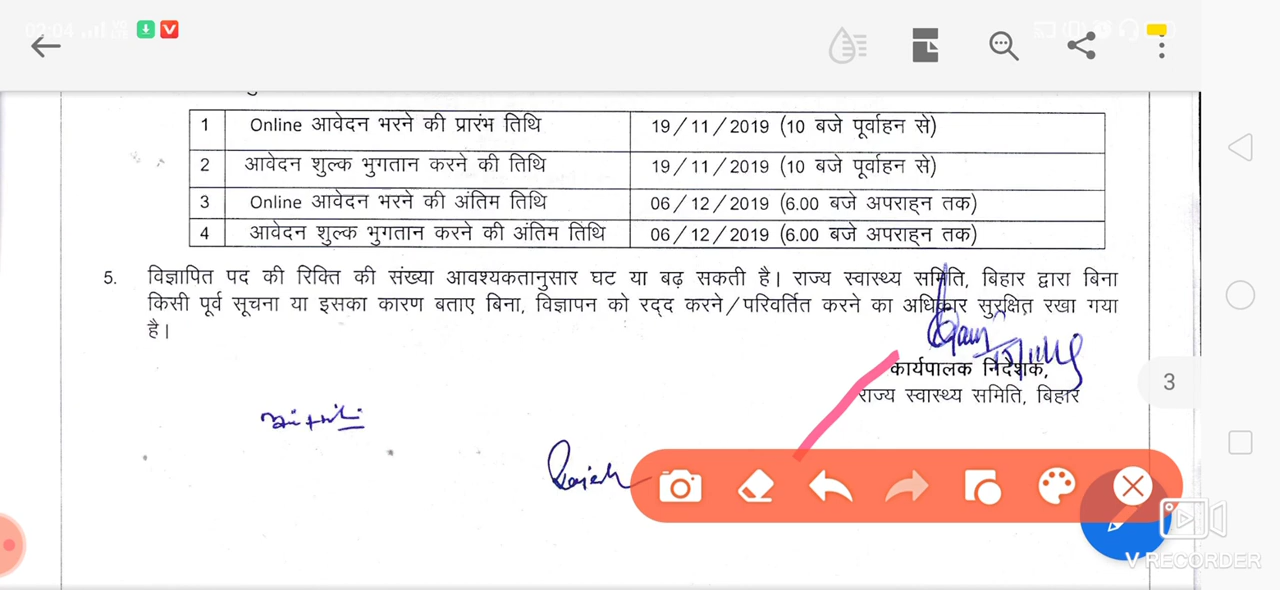 02:04
1 Online आवेदन भरने की प्रारंभ तिथि 19/11/2019 (10 बजे पूर्वाहन से)
2 आवेदन शुल्क भुगतान करने की तिथि 19/11/2019 (10 बजे पूर्वाहन से)
3 Online आवेदन भरने की अंतिम तिथि 06/12/2019 (6.00 बजे अपराह्न तक)
4 आवेदन शुल्क भुगतान करने की अंतिम तिथि 06/12/2019 (6.00 बजे अपराह्न तक)
5. विज्ञापित पद की रिक्ति की संख्या आवश्यकतानुसार घट या बढ़ सकती है। राज्य स्वास्थ्य समिति, बिहार द्वारा बिना
किसी पूर्व सूचना या इसका कारण बताए बिना, विज्ञापन को रद्द करने/परिवर्तित करने का अधिकार सुरक्षित रखा गया
है।
कार्यपालक निदेशक,
3
राज्य स्वास्थ्य समिति, बिहार
Rajesh
V RECORDER